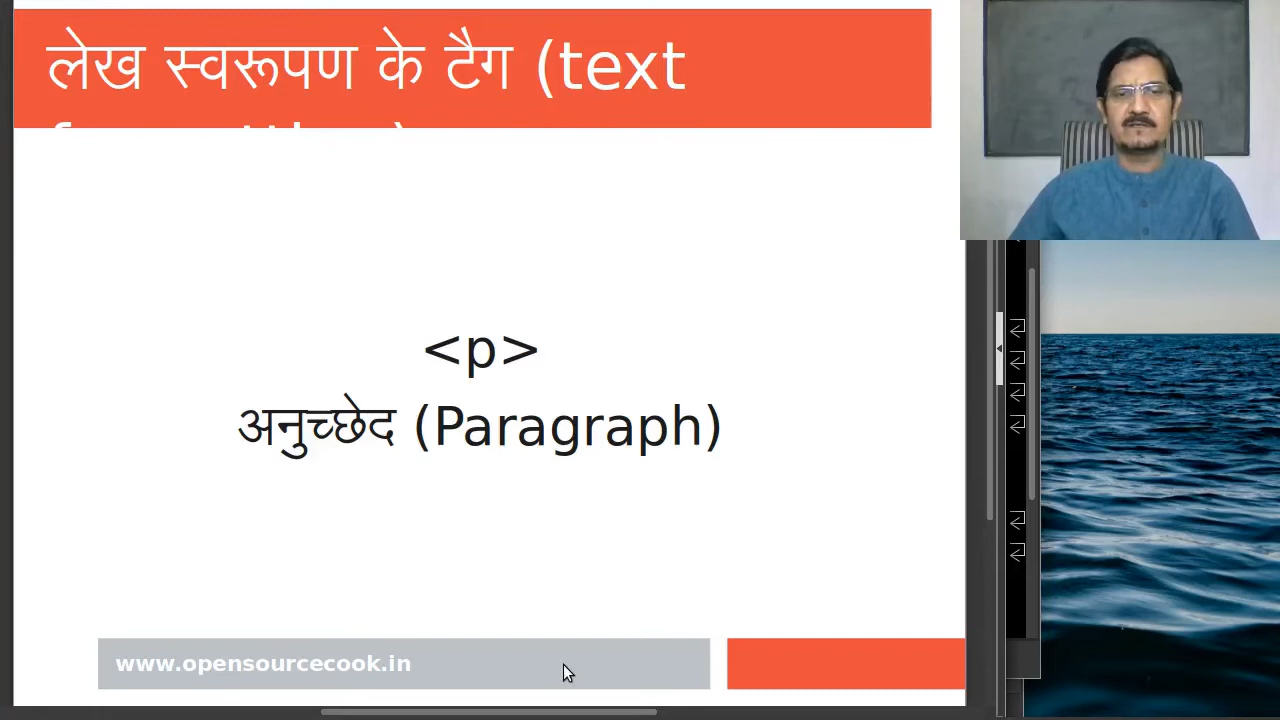 लेख स्वरूपण के टैग (text
<p>
अनुच्छेद (Paragraph)
www.opensourcecook.in